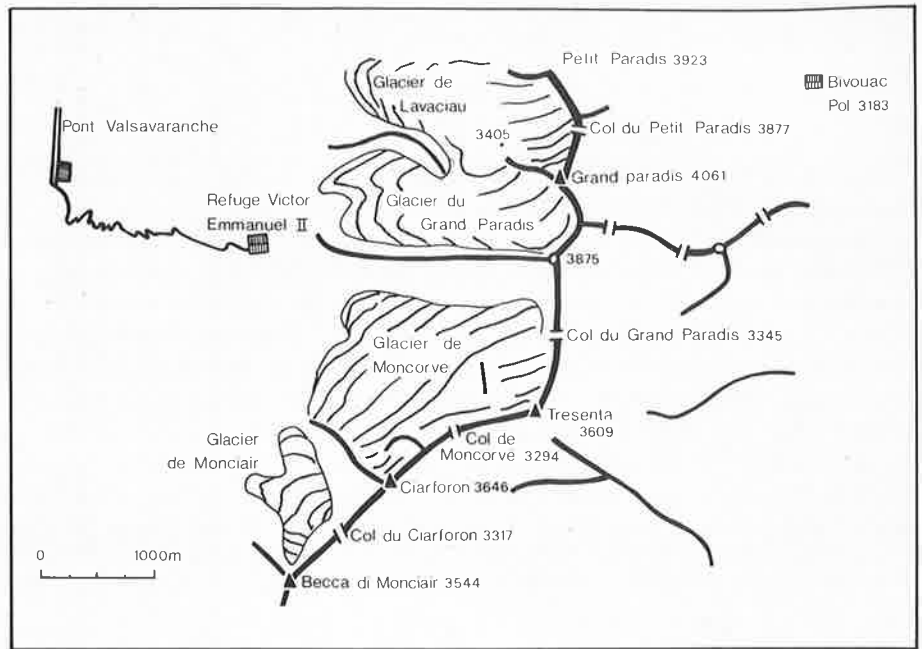 Petit Paradis 3923
Glacier de
Lavaciau
Bivouac
Pol 3183
Pont Valsavaranche
3405
Col du Petit Paradis 3877
Grand paradis 4061
Refuge Victor
Emmanuel II
Glacier du
Grand Paradis
3875
Glacier de
Moncorve
Col du Grand Paradis 3345
Tresenta
3609
Glacier
de Monciair
Col de
Moncorve 3294
Ciarforon 3646
Col du Ciarforon 3317
0 1000m
Becca di Monciair 3544